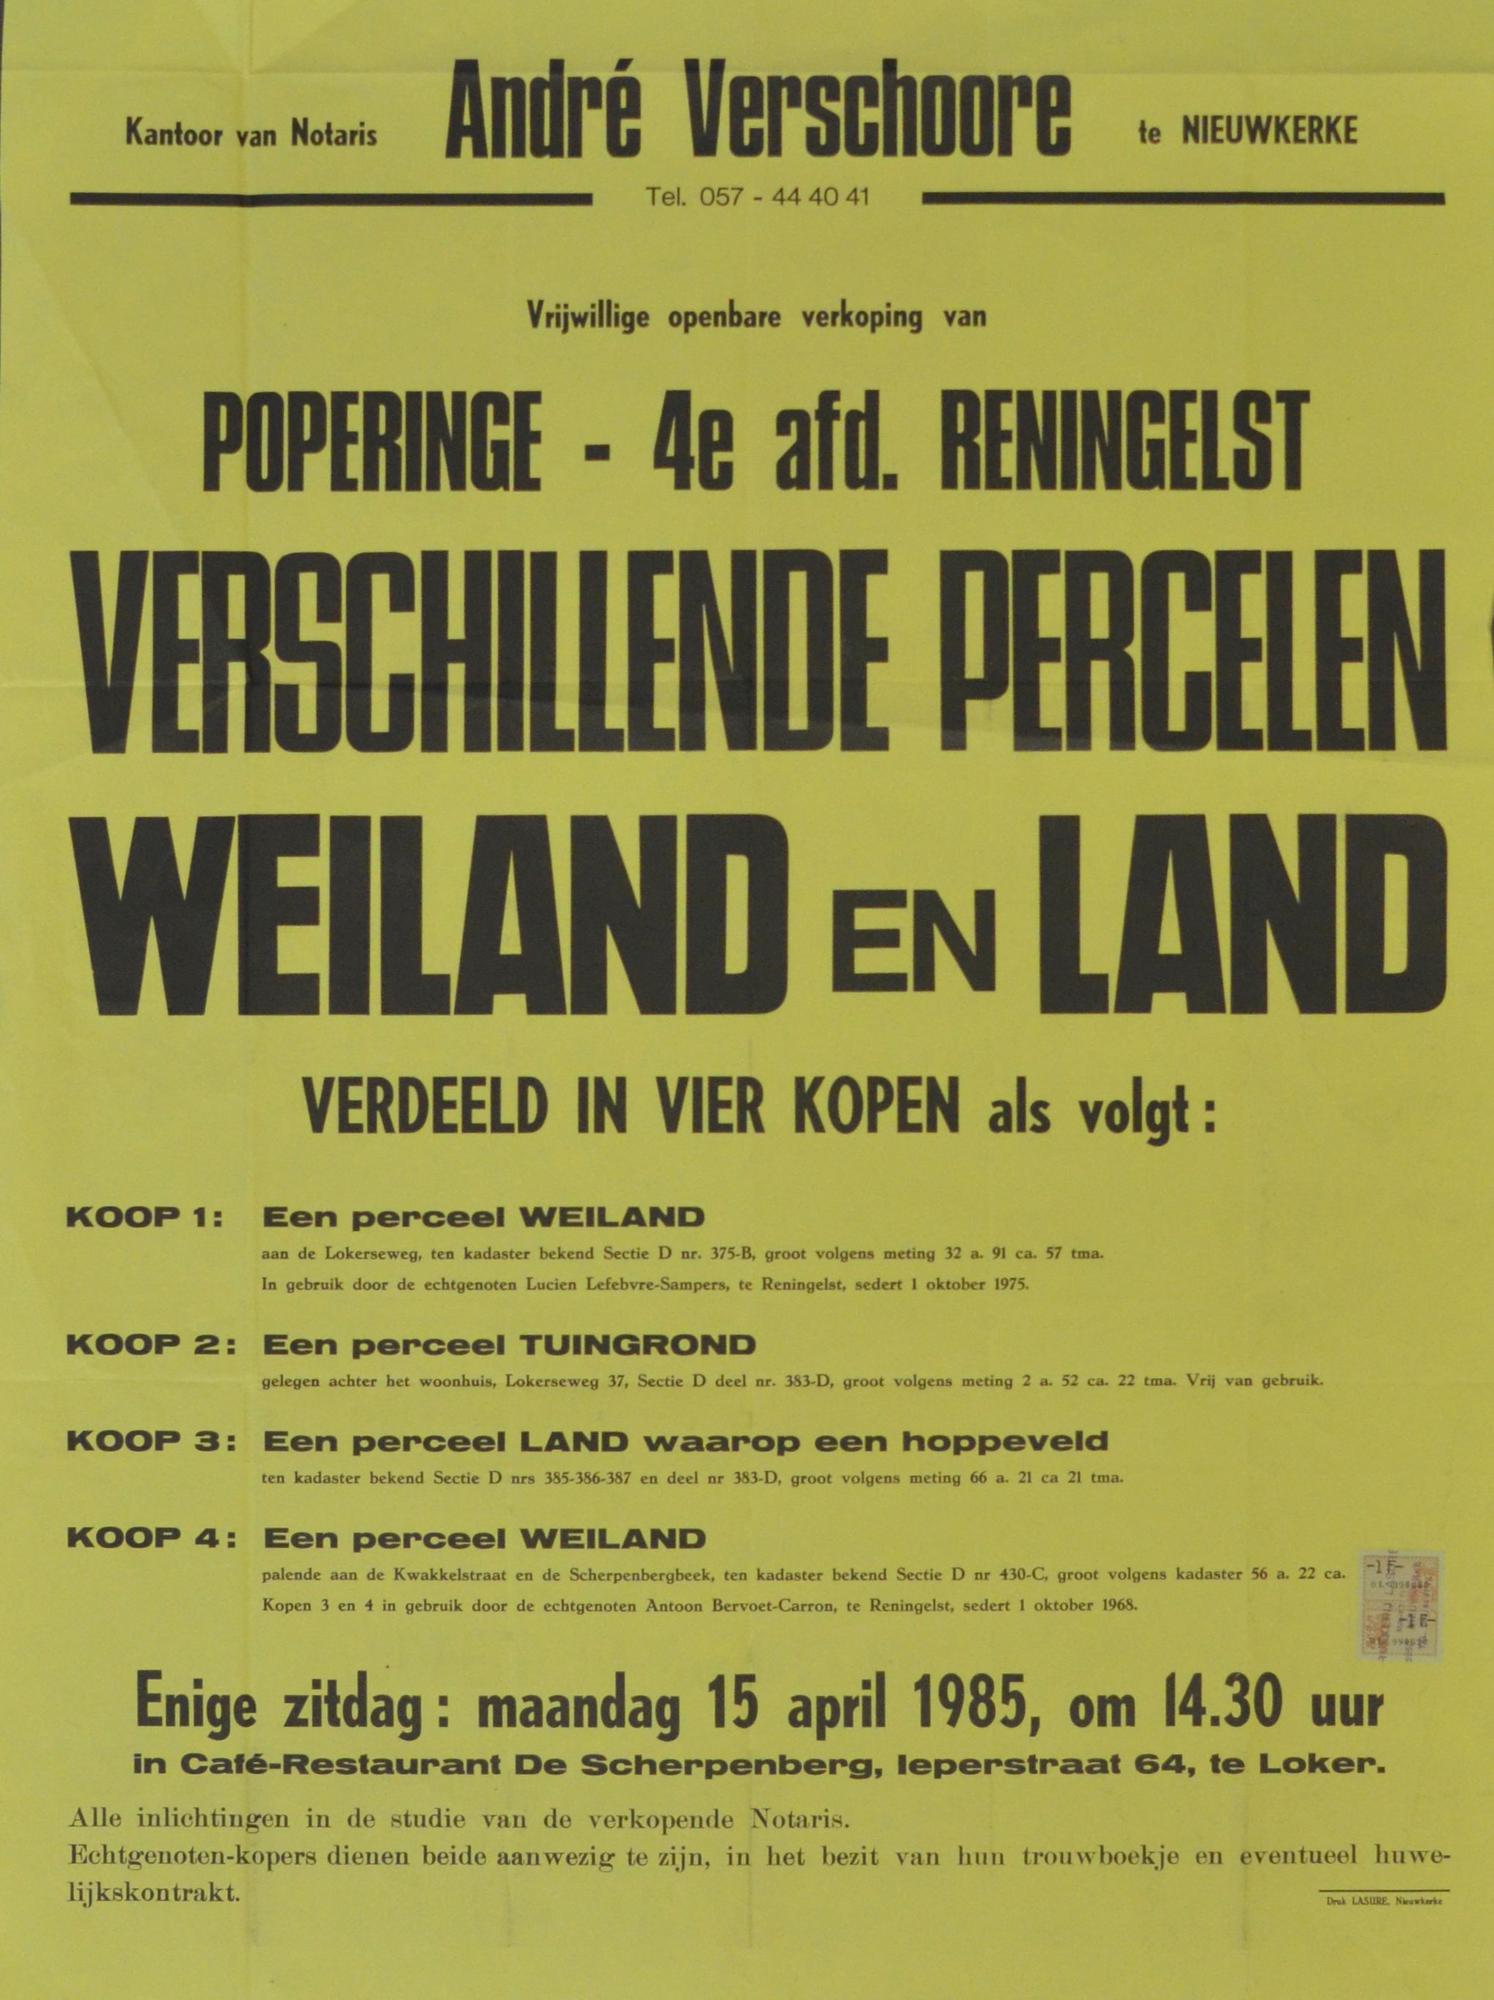 Kantoor van Notaris André Verschoore te NIEUWKERKE
Tel. 057 - 44 40 41
Vrijwillige openbare verkoping van
POPERINGE - 4e afd. RENINGELST
VERSCHILLENDE PERCELEN
WEILAND EN LAND
VERDEELD IN VIER KOPEN als volgt :
KOOP 1: Een perceel WEILAND
aan de Lokerseweg, ten kadaster bekend Sectie D nr. 375-B, groot volgens meting 32 a. 91 ca. 57 tma.
In gebruik door de echtgenoten Lucien Lefebvre-Sampers, te Reningelst, sedert 1 oktober 1975.
KOOP 2: Een perceel TUINGROND
gelegen achter het woonhuis, Lokerseweg 37, Sectie D deel nr. 383-D, groot volgens meting 2 a. 52 ca. 22 tma. Vrij van gebruik.
KOOP 3: Een perceel LAND waarop een hoppeveld
ten kadaster bekend Sectie D nrs 385-386-387 en deel nr 383-D, groot volgens meting 66 a. 21 ca 21 tma.
KOOP 4: Een perceel WEILAND
palende aan de Kwakkelstraat en de Scherpenbergbeek, ten kadaster bekend Sectie D nr 430-C, groot volgens kadaster 56 a. 22 ca.
Kopen 3 en 4 in gebruik door de echtgenoten Antoon Bervoet-Carron, te Reningelst, sedert 1 oktober 1968.
-1F-
-1F-
Enige zitdag : maandag 15 april 1985, om 14.30 uur
in Café-Restaurant De Scherpenberg, Ieperstraat 64, te Loker.
Alle inlichtingen in de studie van de verkopende Notaris.
Echtgenoten-kopers dienen beide aanwezig te zijn, in het bezit van hun trouwboekje en eventueel huwe-
lijkskontrakt.
Druk LASURE, Nieuwkerke